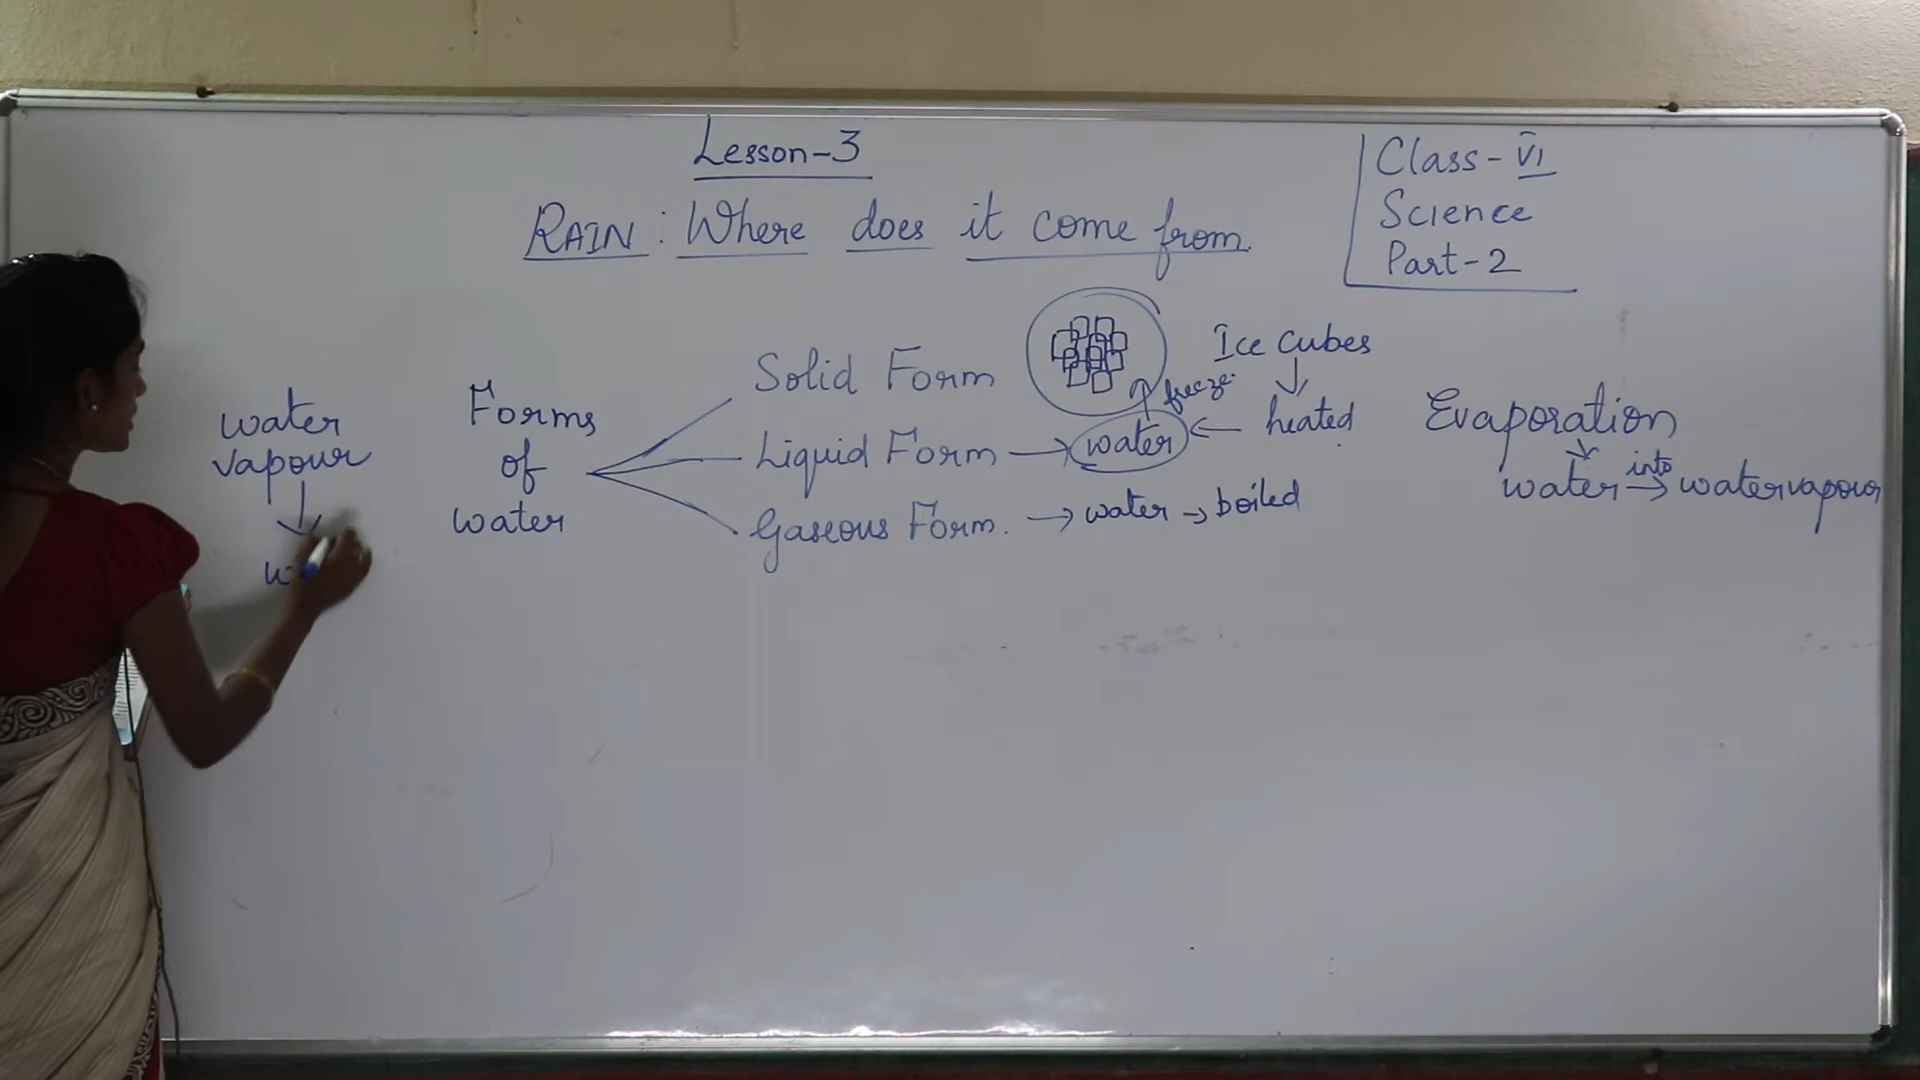 Lesson-3
RAIN: Where does it come from.
Class-VI
Science
Part-2
water
vapour
Forms
of
water
Solid Form
Liquid Form → water
Gaseous Form. → water → boiled
freeze.
Ice cubes
heated
Evaporation
water into → watervapour